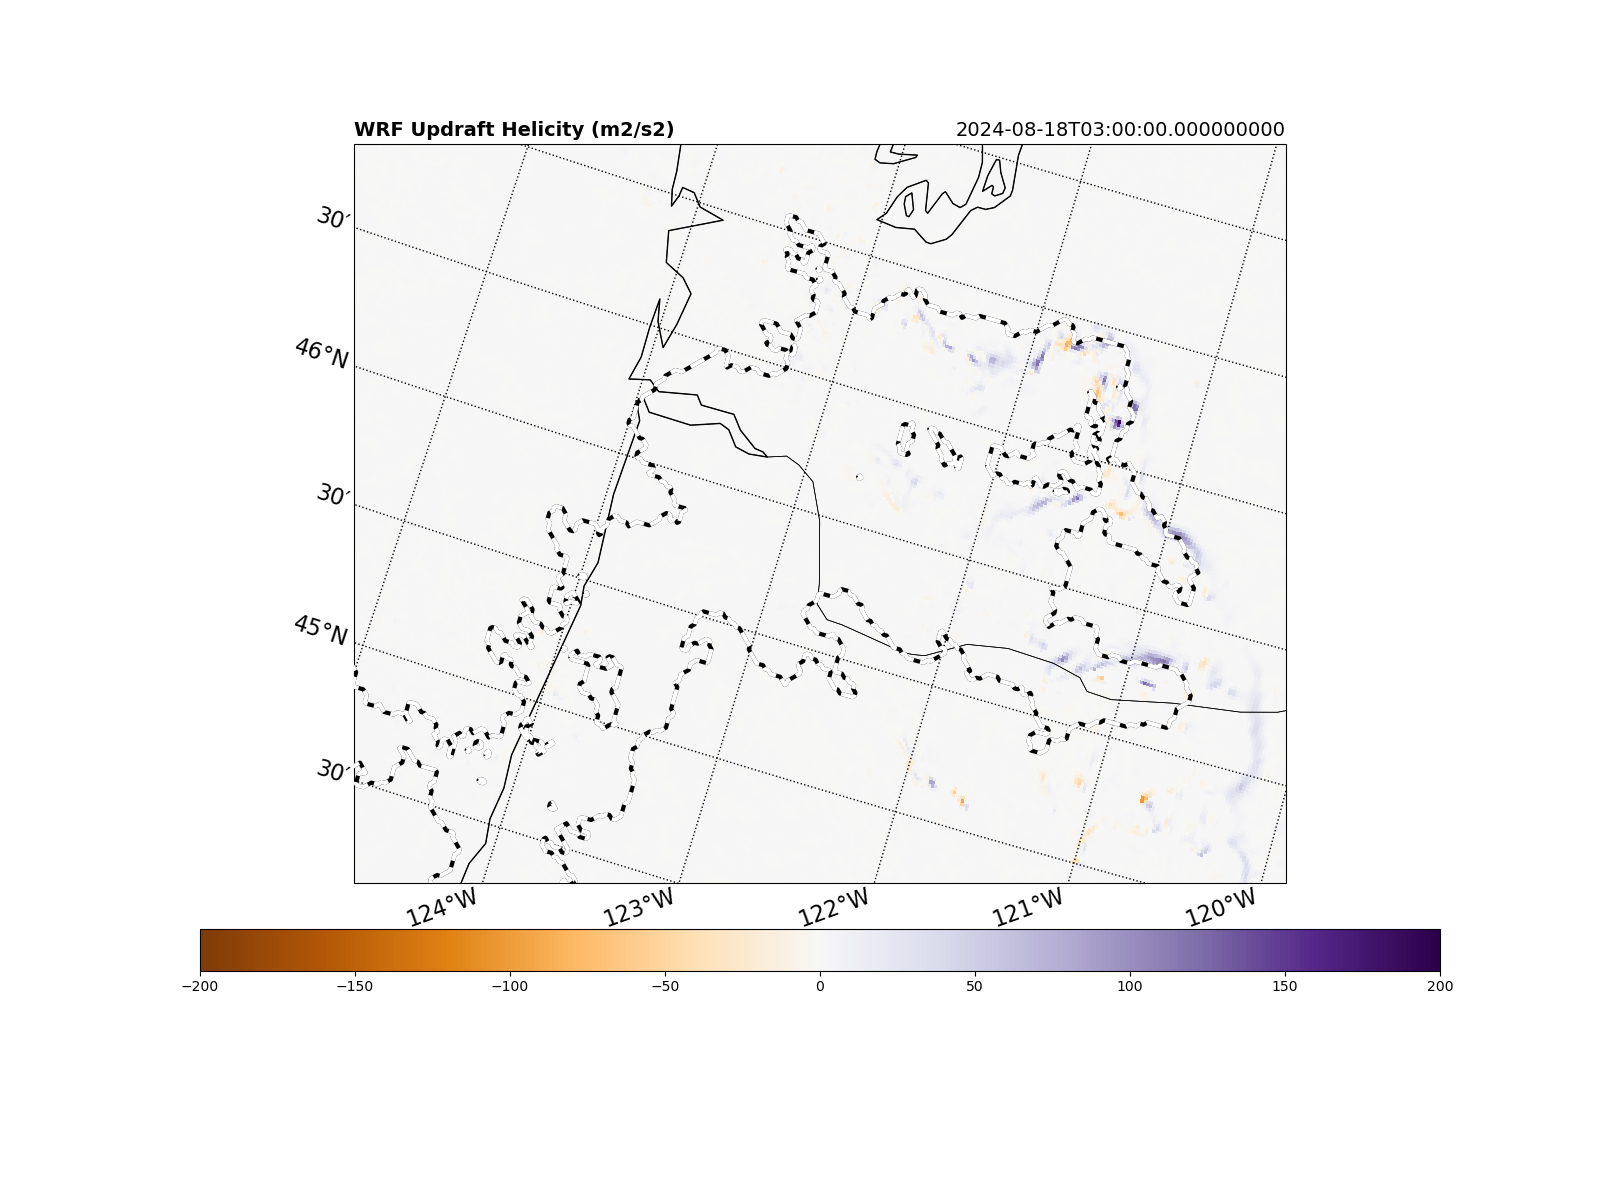 WRF Updraft Helicity (m2/s2) 2024-08-18T03:00:00.000000000
30′
46°N
30′
45°N
30′
124°W 123°W 122°W 121°W 120°W
−200 −150 −100 −50 0 50 100 150 200